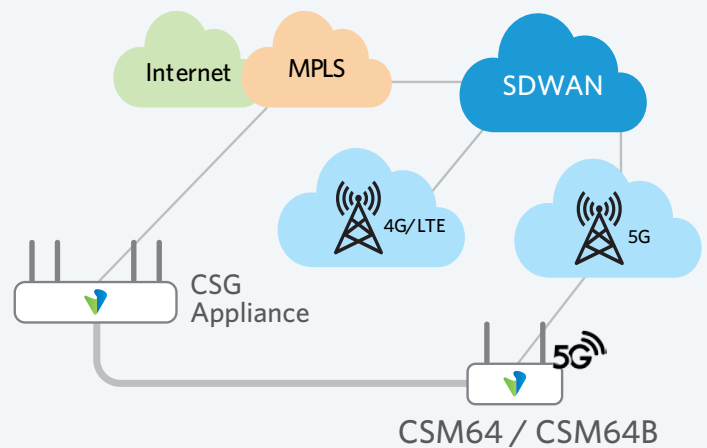 Internet
MPLS
SDWAN
4G/LTE
5G
CSG
Appliance
5G
CSM64 / CSM64B